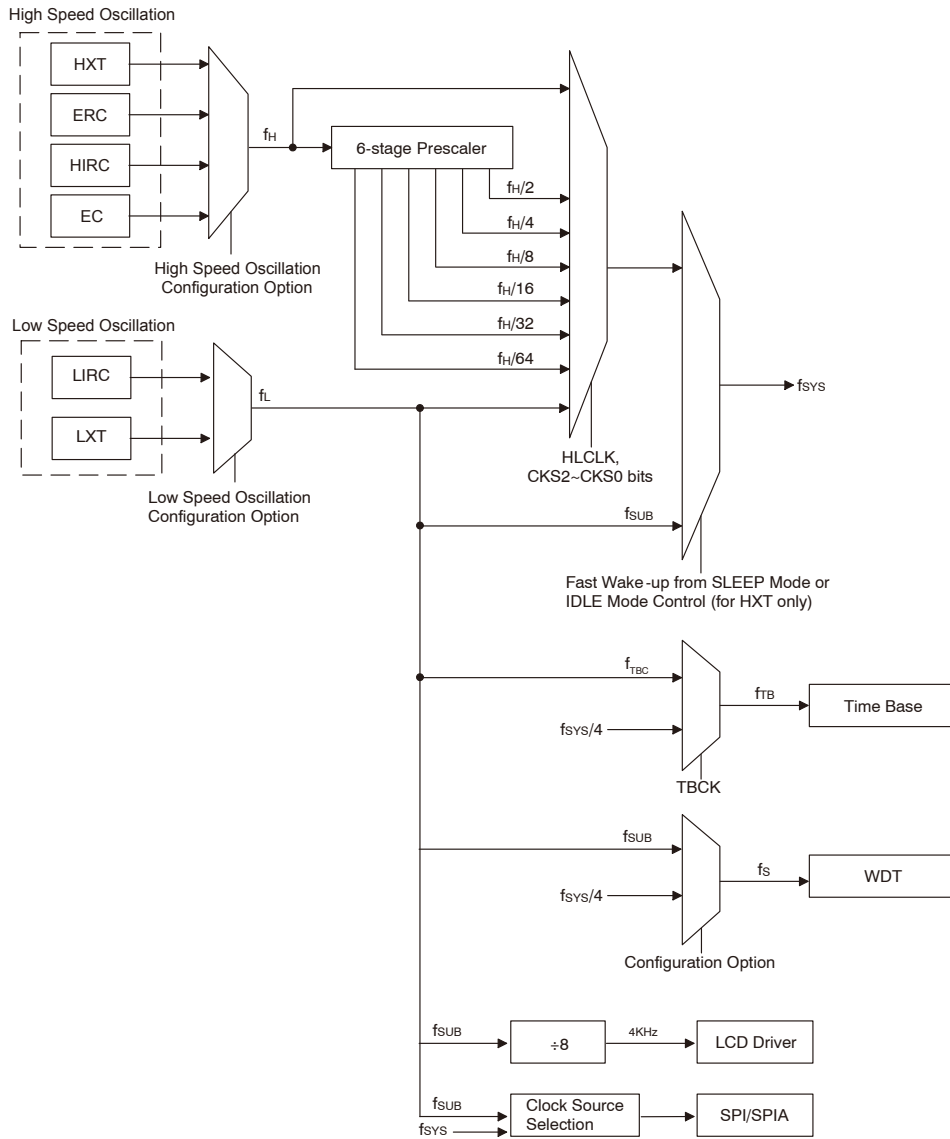 High Speed Oscillation
HXT
ERC
HIRC
EC
fH
6-stage Prescaler
fH/2
fH/4
fH/8
fH/16
fH/32
fH/64
High Speed Oscillation
Configuration Option
Low Speed Oscillation
LIRC
LXT
fL
Low Speed Oscillation
Configuration Option
HLCLK,
CKS2~CKS0 bits
fSYS
fSUB
Fast Wake-up from SLEEP Mode or
IDLE Mode Control (for HXT only)
fTBC
fSYS/4
fTB
Time Base
TBCK
fSUB
fSYS/4
fS
WDT
Configuration Option
fSUB
÷8
4KHz
LCD Driver
fSUB
fSYS
Clock Source
Selection
SPI/SPIA